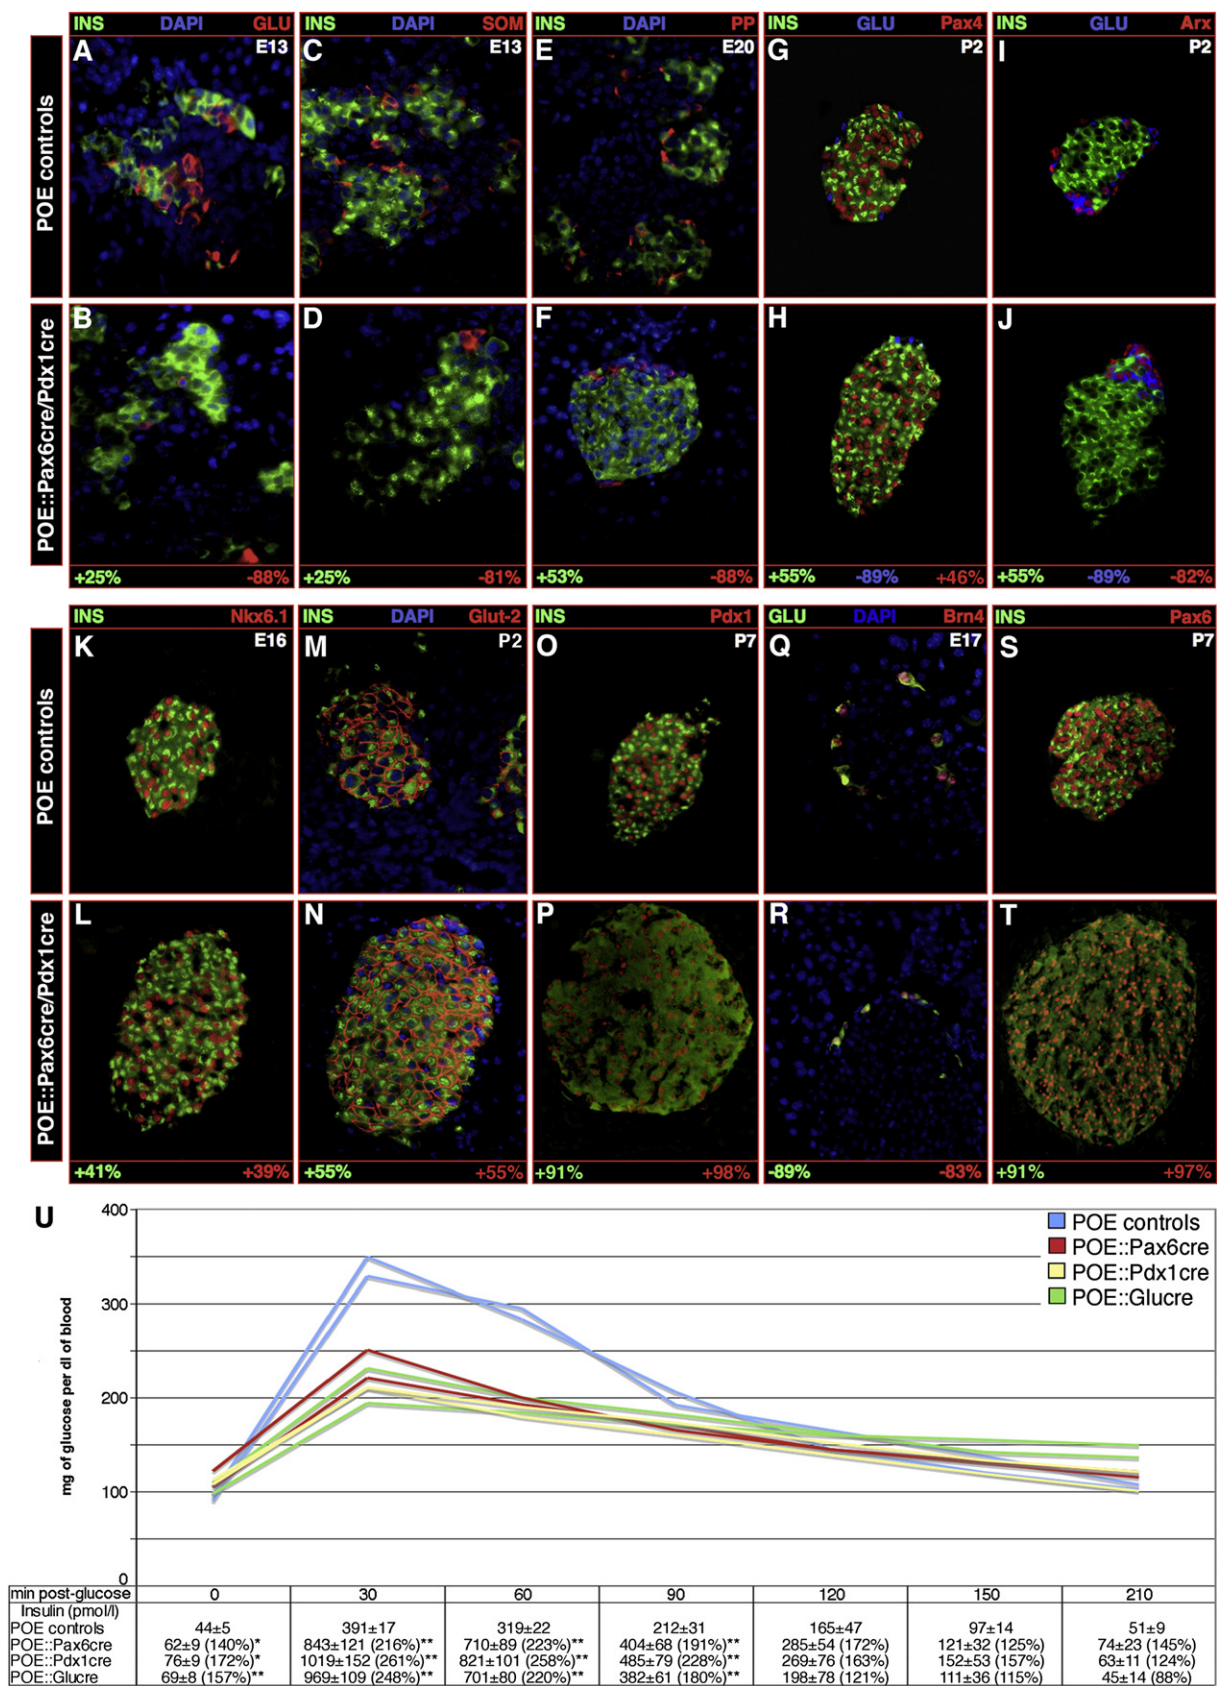 INS DAPI GLU INS DAPI SOM INS DAPI PP INS GLU Pax4 INS GLU Arx
A E13 C E13 E E20 G P2 I P2
POE controls
B D F H J
POE::Pax6cre/Pdx1cre
+25% -88% +25% -81% +53% -88% +55% -89% +46% +55% -89% -82%
INS Nkx6.1 INS DAPI Glut-2 INS Pdx1 GLU DAPI Brn4 INS Pax6
K E16 M P2 O P7 Q E17 S P7
POE controls
L N P R T
POE::Pax6cre/Pdx1cre
+41% +39% +55% +55% +91% +98% -89% -83% +91% +97%
U
400
300
200
100
0
mg of glucose per dl of blood
POE controls
POE::Pax6cre
POE::Pdx1cre
POE::Glucre
min post-glucose 0 30 60 90 120 150 210
Insulin (pmol/l)
POE controls 44±5 391±17 319±22 212±31 165±47 97±14 51±9
POE::Pax6cre 62±9 (140%)* 843±121 (216%)** 710±89 (223%)** 404±68 (191%)** 285±54 (172%) 121±32 (125%) 74±23 (145%)
POE::Pdx1cre 76±9 (172%)* 1019±152 (261%)** 821±101 (258%)** 485±79 (228%)** 269±76 (163%) 152±53 (157%) 63±11 (124%)
POE::Glucre 69±8 (157%)** 969±109 (248%)** 701±80 (220%)** 382±61 (180%)** 198±78 (121%) 111±36 (115%) 45±14 (88%)